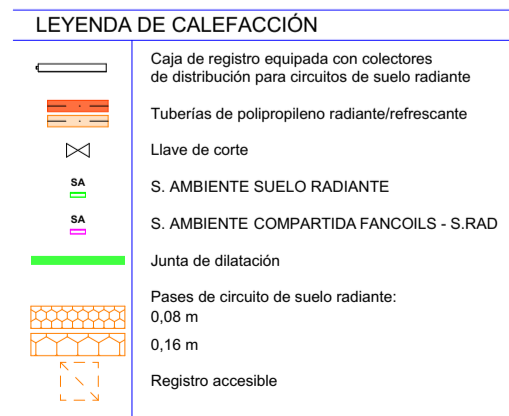 LEYENDA DE CALEFACCIÓN
Caja de registro equipada con colectores
de distribución para circuitos de suelo radiante
Tuberías de polipropileno radiante/refrescante
Llave de corte
SA
S. AMBIENTE SUELO RADIANTE
SA
S. AMBIENTE COMPARTIDA FANCOILS - S.RAD
Junta de dilatación
Pases de circuito de suelo radiante:
0,08 m
0,16 m
Registro accesible